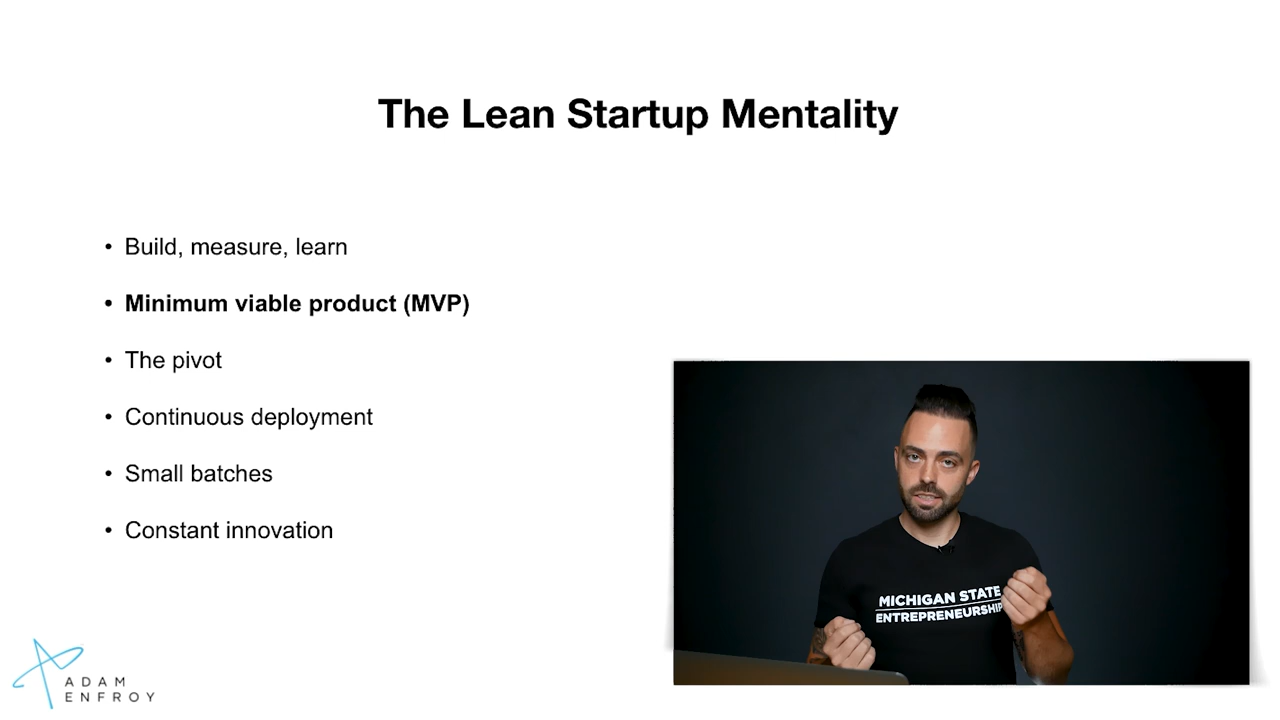 The Lean Startup Mentality
• Build, measure, learn
• Minimum viable product (MVP)
• The pivot
• Continuous deployment
• Small batches
• Constant innovation
MICHIGAN STATE
ENTREPRENEURSHIP
ADAM
ENFROY